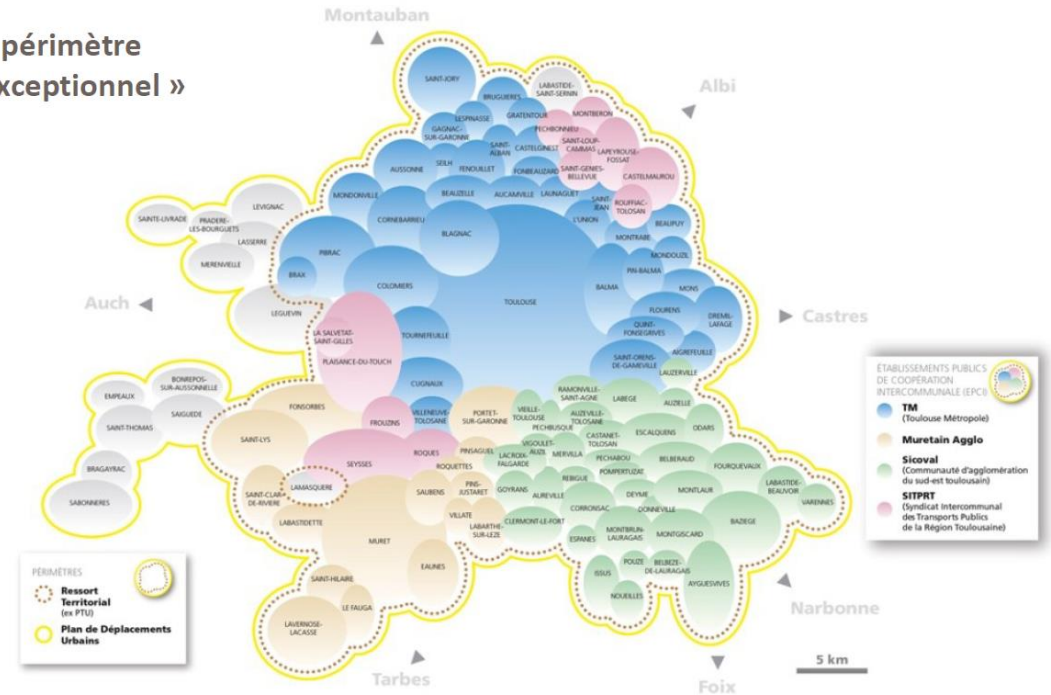 périmètre
xceptionnel »
Montauban
Albi
Auch
Castres
Narbonne
Tarbes
Foix
5 km
SAINT-JORY
LABASTIDE-
SAINT-SERNIN
BRUGUIERES
LESPINASSE
GRATENTOUR
MONTBERON
GAGNAC-
SUR-GARONNE
PECHBONNIEU
SAINT-
ALBAN
CASTELGINEST
SAINT-LOUP-
CAMMAS
LAPEYROUSE-
FOSSAT
AUSSONNE
SEILH
FENOUILLET
FONBEAUZARD
SAINT-GENIES-
BELLEVUE
CASTELMAUROU
MONDONVILLE
BEAUZELLE
AUCAMVILLE
LAUNAGUET
SAINT-
JEAN
ROUFFIAC-
TOLOSAN
LEVIGNAC
SAINTE-LIVRADE
PRADERE-
LES-BOURGUETS
LASSERRE
MERENVIELLE
CORNEBARRIEU
BLAGNAC
L'UNION
BEAUPUY
MONTRABE
MONDOUZIL
PIBRAC
BRAX
COLOMIERS
TOULOUSE
BALMA
PIN-BALMA
MONS
LEGUEVIN
FLOURENS
DREMIL-
LAFAGE
LA SALVETAT-
SAINT-GILLES
TOURNEFEUILLE
QUINT-
FONSEGRIVES
PLAISANCE-DU-TOUCH
SAINT-ORENS-
DE-GAMEVILLE
AIGREFEUILLE
LAUZERVILLE
CUGNAUX
BONREPOS-
SUR-AUSSONNELLE
EMPEAUX
SAIGUEDE
SAINT-THOMAS
BRAGAYRAC
SABONNERES
FONSORBES
FROUZINS
VILLENEUVE-
TOLOSANE
PORTET-
SUR-GARONNE
VIEILLE-
TOULOUSE
RAMONVILLE-
SAINT-AGNE
LABEGE
AUZIELLE
PECHBUSQUE
AUZEVILLE-
TOLOSANE
SAINT-LYS
ESCALQUENS
ODARS
CASTANET-
TOLOSAN
VIGOULET-
AUZIL
MERVILLA
SEYSSES
ROQUES
PINSAGUEL
LACROIX-
FALGARDE
PECHABOU
BELBERAUD
FOURQUEVAUX
ROQUETTES
POMPERTUZAT
REBIGUE
LAMASQUERE
SAINT-CLAR-
DE-RIVIERE
SAUBENS
PINS-
JUSTARET
GOYRANS
AUREVILLE
DEYME
MONTLAUR
LABASTIDE-
BEAUVOIR
VARENNES
CORRONSAC
DONNEVILLE
LABASTIDETTE
VILLATE
LABARTHE-
SUR-LEZE
CLERMONT-LE-FORT
BAZIEGE
MURET
ESPANES
MONTBRUN-
LAURAGAIS
MONTGISCARD
EAUNES
ISSUS
POUZE
BELBEZE-
DE-LAURAGAIS
AYGUESVIVES
NOUEILLES
SAINT-HILAIRE
LE FAUGA
LAVERNOSE-
LACASSE
ÉTABLISSEMENTS PUBLICS
DE COOPÉRATION
INTERCOMMUNALE (EPCI)
TM
(Toulouse Métropole)
Muretain Agglo
Sicoval
(Communauté d'agglomération
du sud-est toulousain)
SITPRT
(Syndicat Intercommunal
des Transports Publics
de la Région Toulousaine)
PÉRIMÈTRES
Ressort
Territorial
(ex PTU)
Plan de Déplacements
Urbains